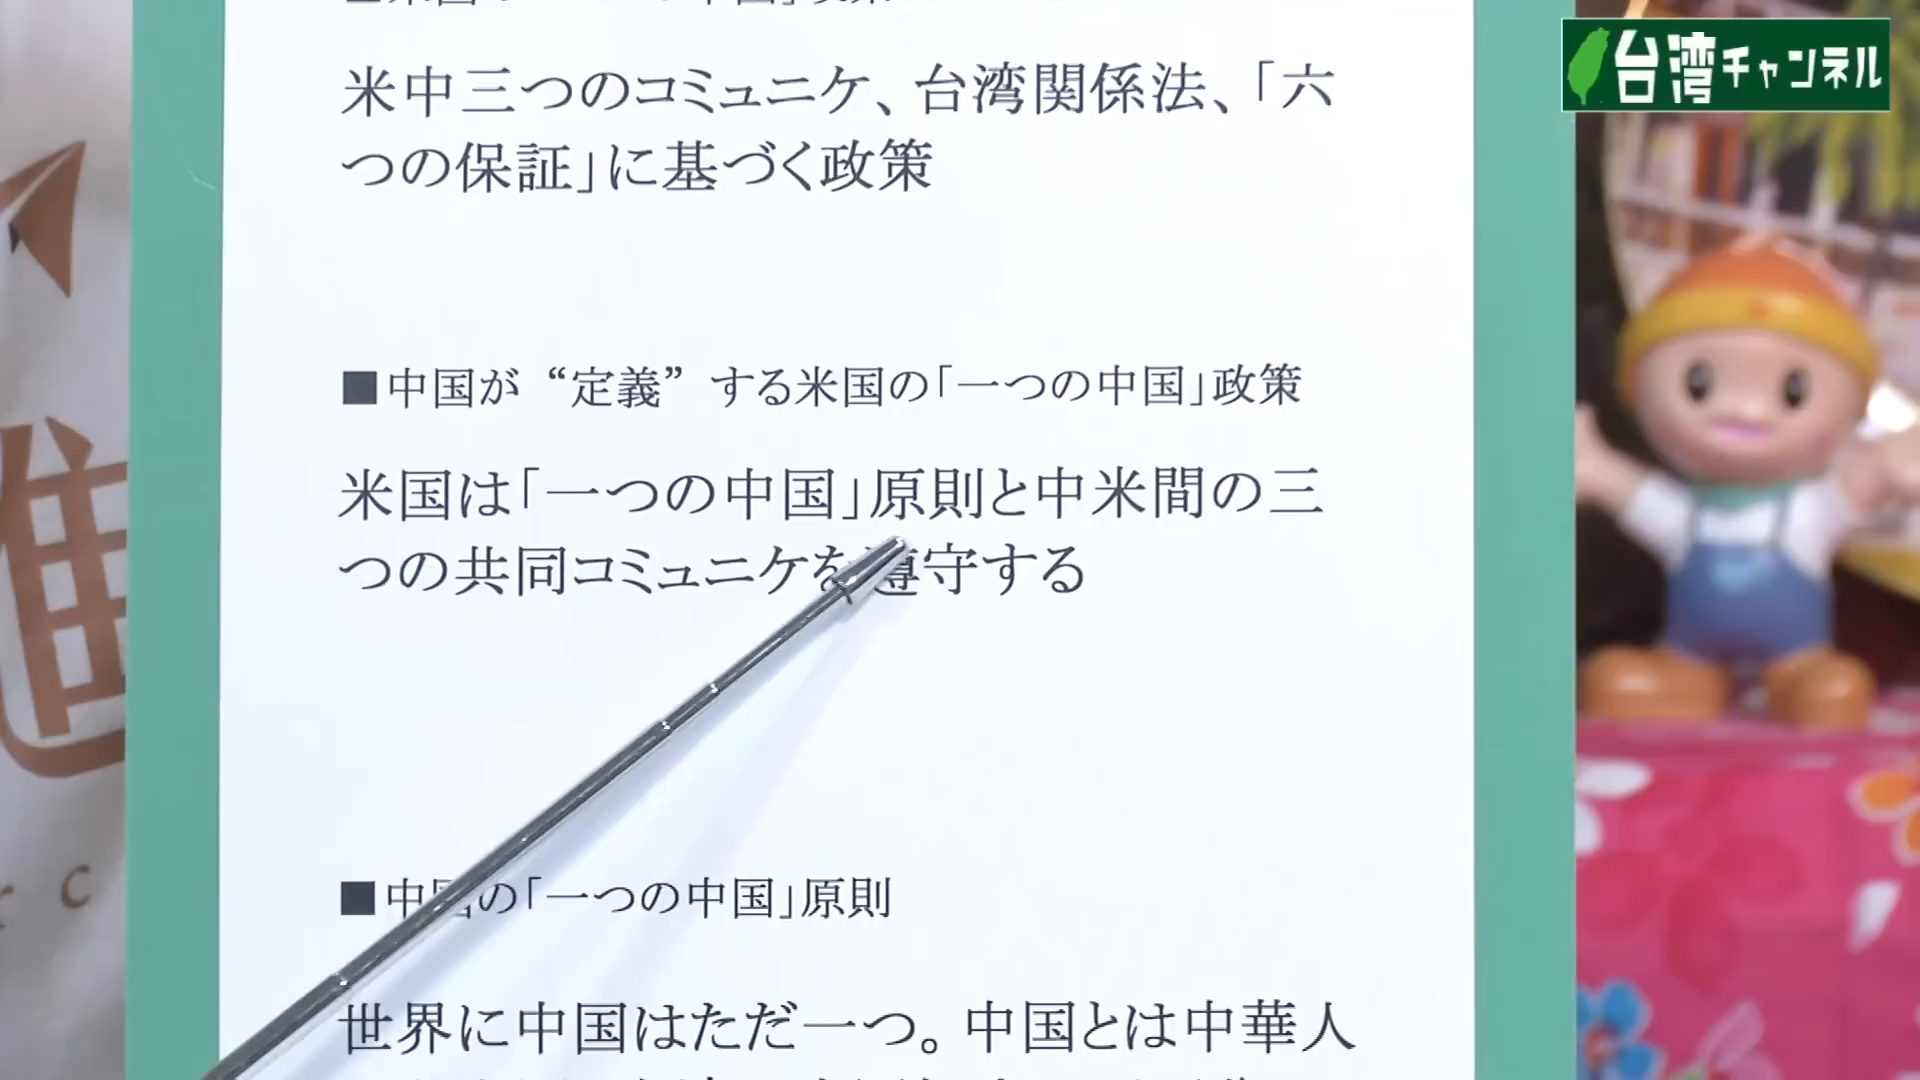 台湾チャンネル
米中三つのコミュニケ、台湾関係法、「六
つの保証」に基づく政策
■中国が “定義” する米国の「一つの中国」政策
米国は「一つの中国」原則と中米間の三
つの共同コミュニケを遵守する
■中国の「一つの中国」原則
世界に中国はただ一つ。中国とは中華人
進
r c